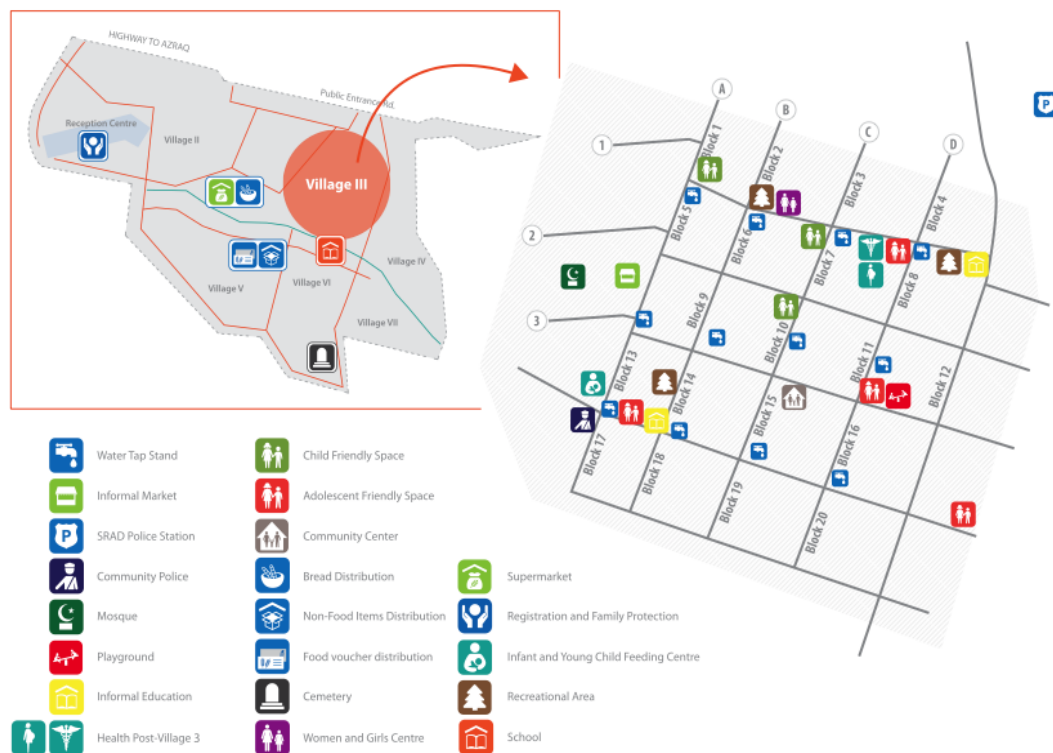 HIGHWAY TO AZRAQ
Public Entrance Rd.
Reception Centre
Village II
Village III
Village IV
Village V
Village VI
Village VII
A
B
C
D
1
2
3
Block 1
Block 2
Block 3
Block 4
Block 5
Block 6
Block 7
Block 8
Block 9
Block 10
Block 11
Block 12
Block 13
Block 14
Block 15
Block 16
Block 17
Block 18
Block 19
Block 20
P
Water Tap Stand
Informal Market
P
SRAD Police Station
Community Police
Mosque
Playground
Informal Education
Health Post-Village 3
Child Friendly Space
Adolescent Friendly Space
Community Center
Bread Distribution
Non-Food Items Distribution
Food voucher distribution
Cemetery
Women and Girls Centre
Supermarket
Registration and Family Protection
Infant and Young Child Feeding Centre
Recreational Area
School